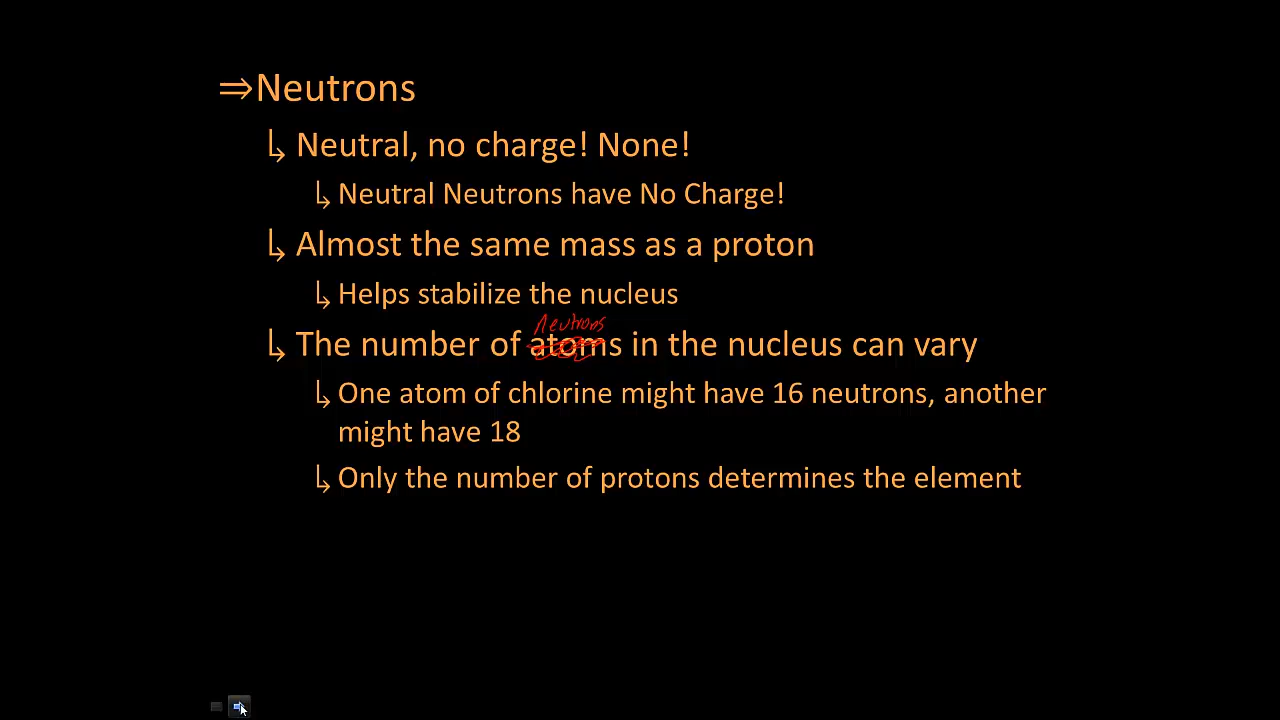 ⇒Neutrons
↳ Neutral, no charge! None!
↳ Neutral Neutrons have No Charge!
↳ Almost the same mass as a proton
↳ Helps stabilize the nucleus
Neutrons
↳ The number of atoms in the nucleus can vary
↳ One atom of chlorine might have 16 neutrons, another
might have 18
↳ Only the number of protons determines the element